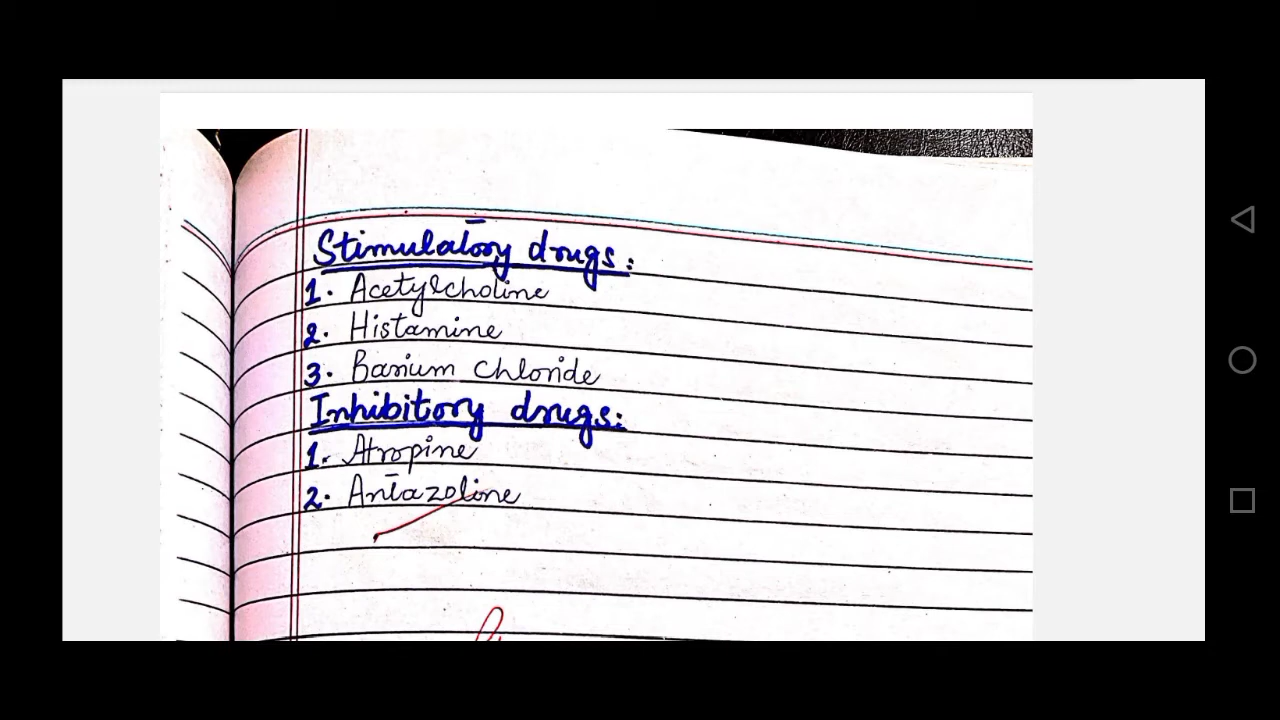 Stimulatory drugs:
1. Acetylcholine
2. Histamine
3. Barium chloride
Inhibitory drugs:
1. Atropine
2. Antazoline